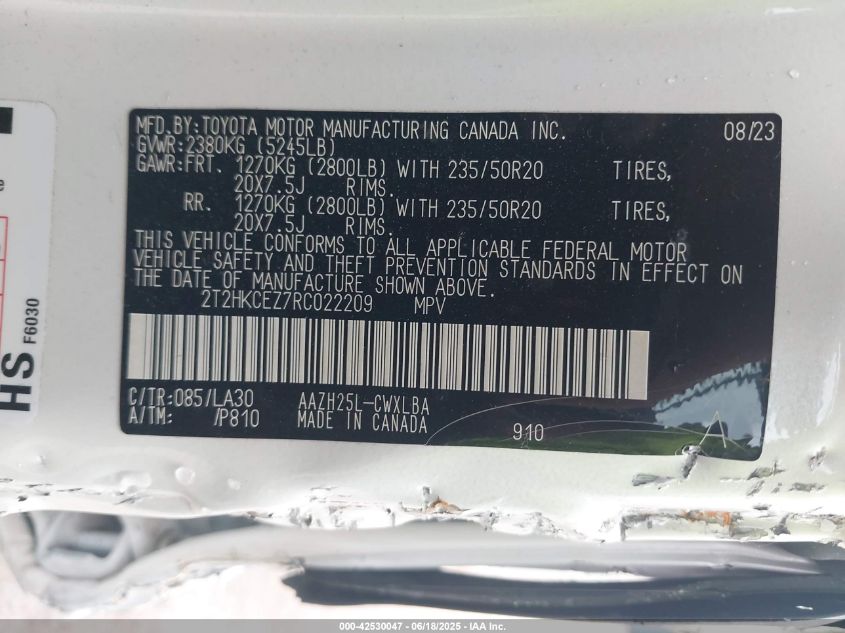 MFD.BY:TOYOTA MOTOR MANUFACTURING CANADA INC. 08/23
GVWR:2380KG (5245LB)
GAWR:FRT. 1270KG (2800LB) WITH 235/50R20 TIRES,
20X7.5J RIMS.
RR. 1270KG (2800LB) WITH 235/50R20 TIRES,
20X7.5J RIMS.
THIS VEHICLE CONFORMS TO ALL APPLICABLE FEDERAL MOTOR
VEHICLE SAFETY AND THEFT PREVENTION STANDARDS IN EFFECT ON
THE DATE OF MANUFACTURE SHOWN ABOVE.
2T2HKCEZ7RC022209 MPV
C/TR:085/LA30 AAZH25L-CWXLBA
A/TM: /P810 MADE IN CANADA 910
A
HS F6030
e
000-42530047 - 06/18/2025 - IAA Inc.